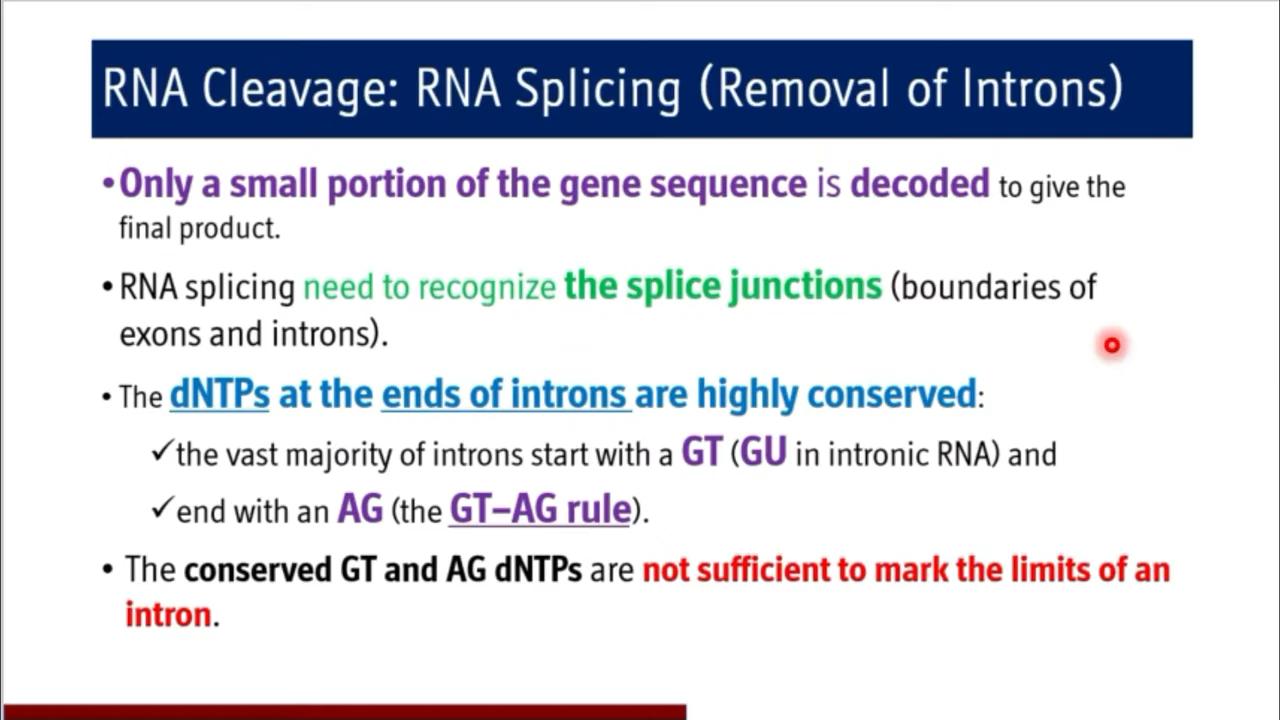 RNA Cleavage: RNA Splicing (Removal of Introns)
•Only a small portion of the gene sequence is decoded to give the
final product.
• RNA splicing need to recognize the splice junctions (boundaries of
exons and introns).
• The dNTPs at the ends of introns are highly conserved:
✓the vast majority of introns start with a GT (GU in intronic RNA) and
✓end with an AG (the GT–AG rule).
• The conserved GT and AG dNTPs are not sufficient to mark the limits of an
intron.